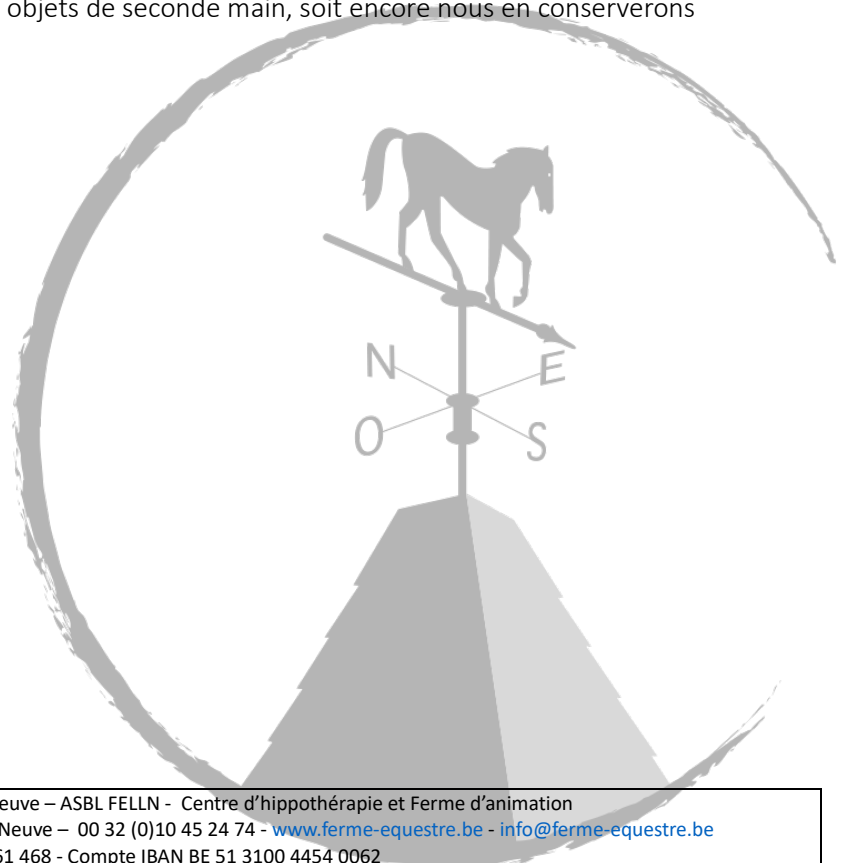 objets de seconde main, soit encore nous en conserverons
N
E
O
S
euve – ASBL FELLN - Centre d’hippothérapie et Ferme d’animation
Neuve – 00 32 (0)10 45 24 74 - www.ferme-equestre.be - info@ferme-equestre.be
51 468 - Compte IBAN BE 51 3100 4454 0062